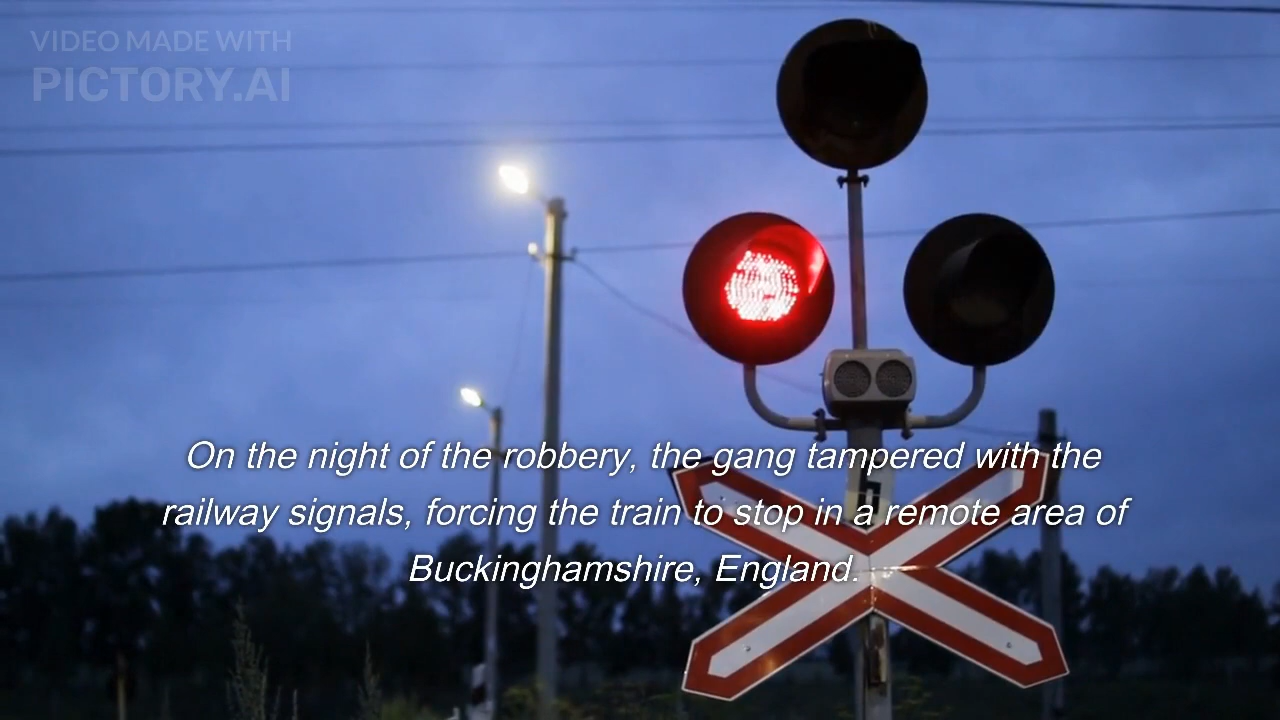 VIDEO MADE WITH
PICTORY.AI
On the night of the robbery, the gang tampered with the
railway signals, forcing the train to stop in a remote area of
Buckinghamshire, England.